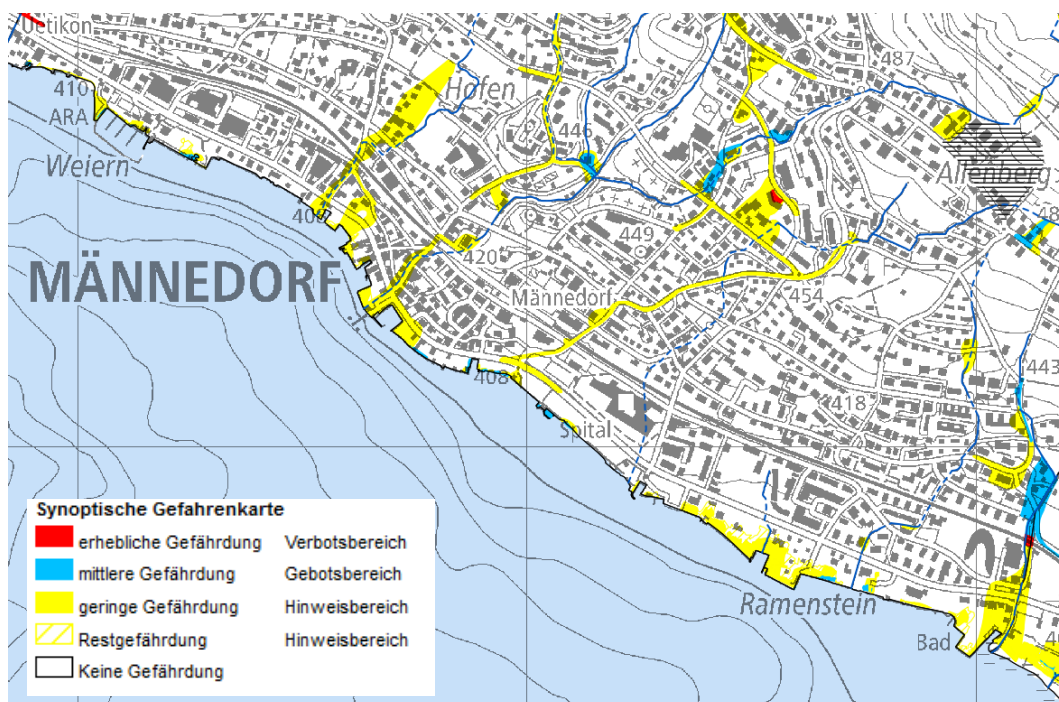 Uetikon
487
410
Hofen
ARA
446
Weiern
Allenberg
408
449
420
MÄNNEDORF
Männedorf
454
443
408
418
Spital
Synoptische Gefahrenkarte
erhebliche Gefährdung Verbotsbereich
mittlere Gefährdung Gebotsbereich
geringe Gefährdung Hinweisbereich
Restgefährdung Hinweisbereich
Keine Gefährdung
Ramenstein
Bad